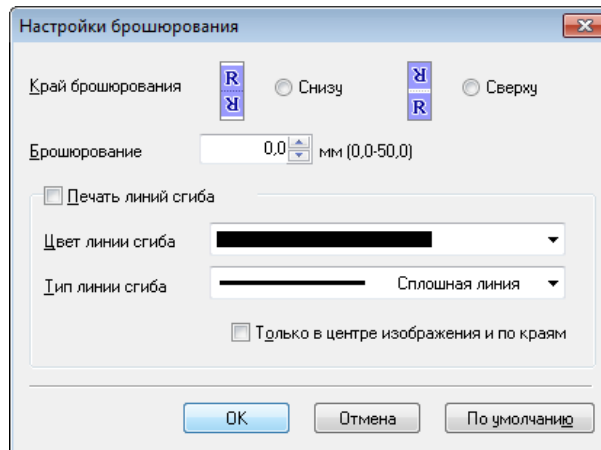 Настройки брошюрования
Край брошюрования R R Снизу R R Сверху
Брошюрование 0,0 мм (0,0-50,0)
Печать линий сгиба
Цвет линии сгиба
Тип линии сгиба Сплошная линия
Только в центре изображения и по краям
OK Отмена По умолчанию